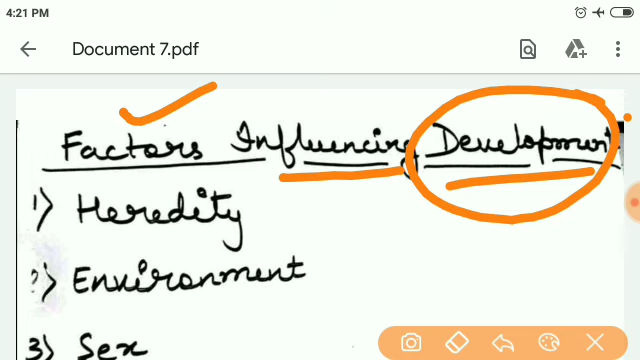 4:21 PM
Document 7.pdf
Factors Influencing Development
1) Heredity
2) Environment
3) Sex